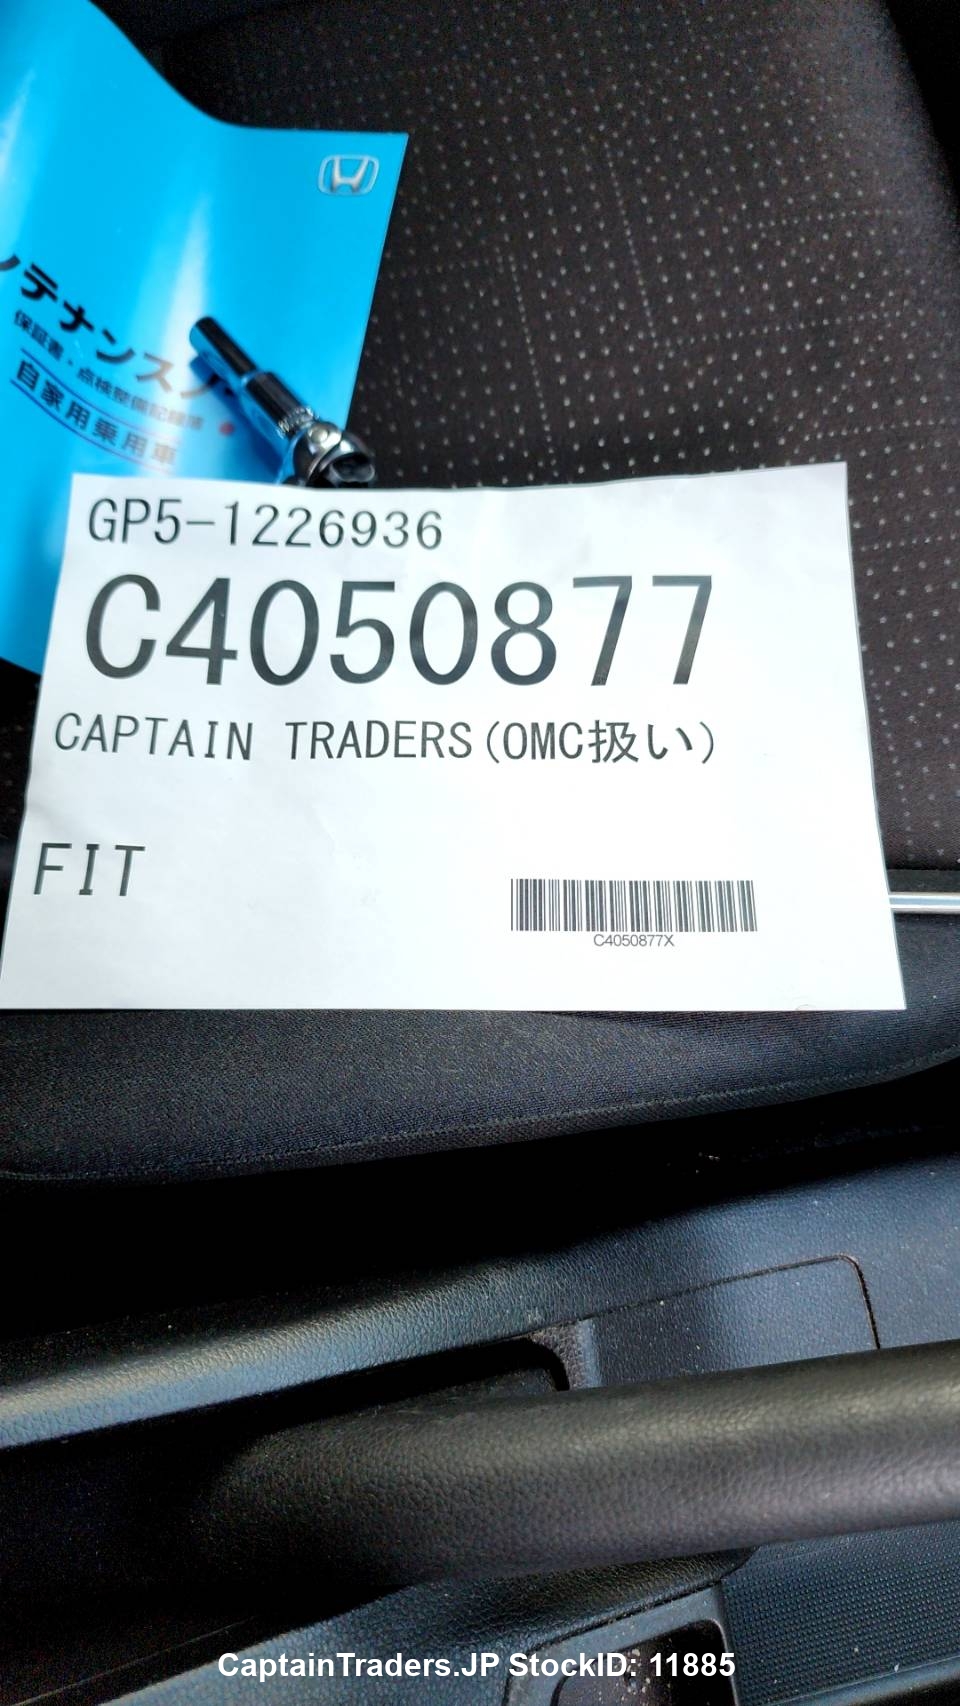 ンテナンスノ
保証書・点検整備記録簿
自家用乗用車
GP5-1226936
C4050877
CAPTAIN TRADERS(OMC扱い)
FIT
C4050877X
CaptainTraders.JP StockID: 11885